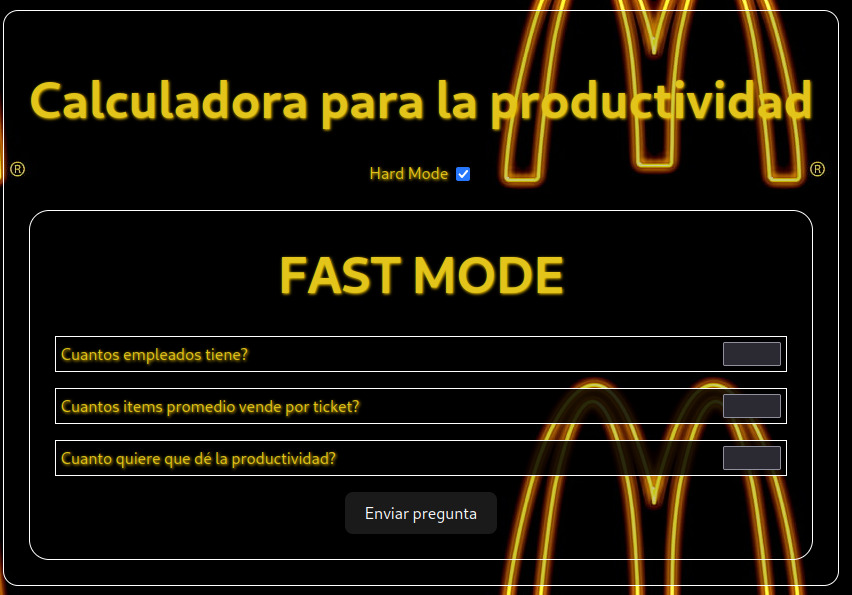 Calculadora para la productividad
® ®
Hard Mode
FAST MODE
Cuantos empleados tiene?
Cuantos items promedio vende por ticket?
Cuanto quiere que dé la productividad?
Enviar pregunta